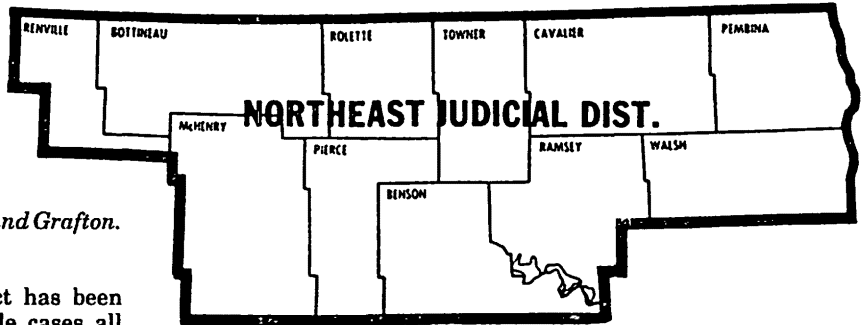 RENVILLE BOTTINEAU ROLETTE TOWNER CAVALIER PEMBINA
NORTHEAST JUDICIAL DIST.
McHENRY
PIERCE
RAMSEY WALSH
BENSON
nd Grafton.
ct has been
le cases all